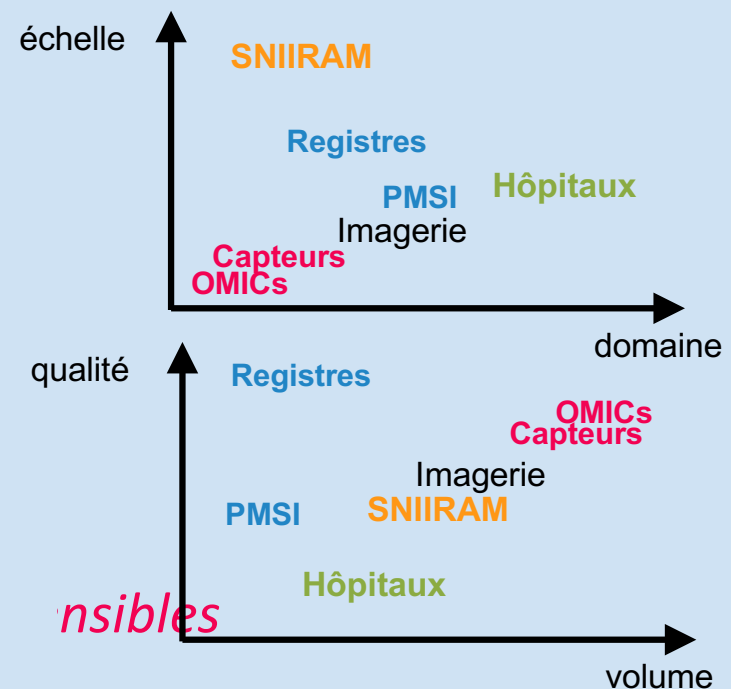 échelle
SNIIRAM
Registres
PMSI
Hôpitaux
Imagerie
Capteurs
OMICs
domaine
qualité
Registres
OMICs
Capteurs
Imagerie
PMSI
SNIIRAM
Hôpitaux
nsibles
volume